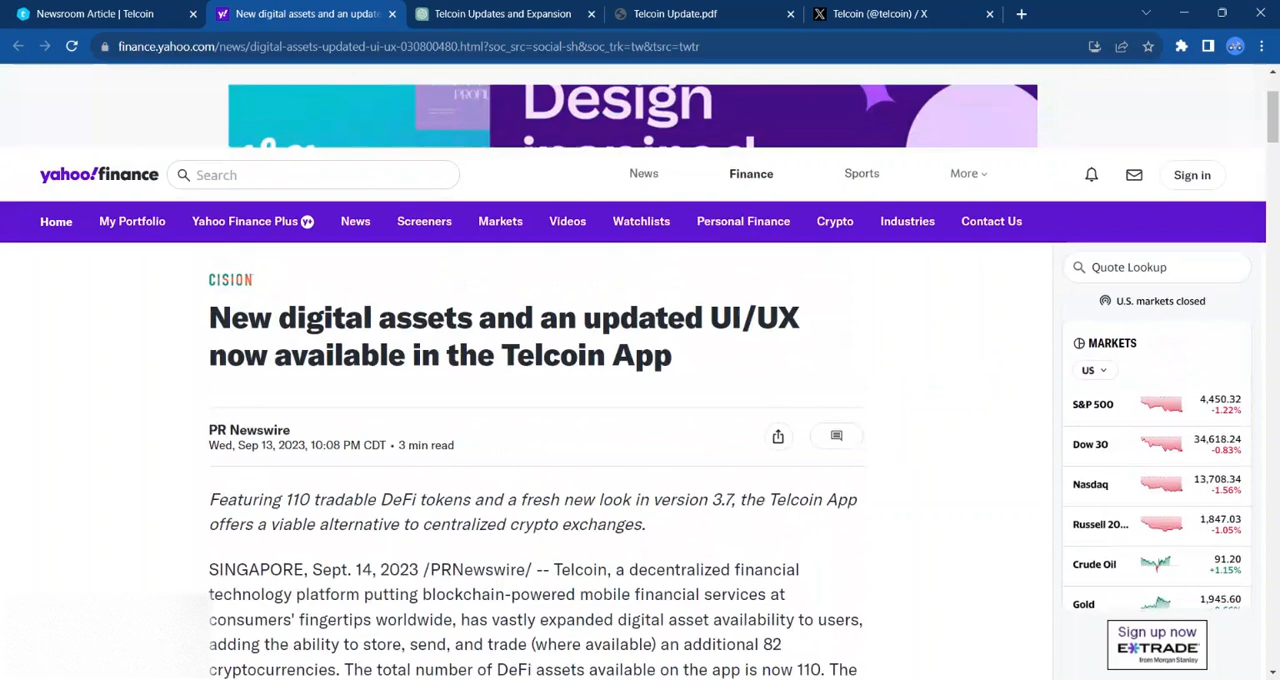 Newsroom Article | Telcoin
New digital assets and an updat
Telcoin Updates and Expansion
Telcoin Update.pdf
Telcoin (@telcoin) / X
finance.yahoo.com/news/digital-assets-updated-ui-ux-030800480.html?soc_src=social-sh&soc_trk=tw&tsrc=twtr
Design
inspired
yahoo!finance
Search
News
Finance
Sports
More
Sign in
Home
My Portfolio
Yahoo Finance Plus
News
Screeners
Markets
Videos
Watchlists
Personal Finance
Crypto
Industries
Contact Us
CISION
New digital assets and an updated UI/UX
now available in the Telcoin App
PR Newswire
Wed, Sep 13, 2023, 10:08 PM CDT • 3 min read
Featuring 110 tradable DeFi tokens and a fresh new look in version 3.7, the Telcoin App
offers a viable alternative to centralized crypto exchanges.
SINGAPORE, Sept. 14, 2023 /PRNewswire/ -- Telcoin, a decentralized financial
technology platform putting blockchain-powered mobile financial services at
consumers' fingertips worldwide, has vastly expanded digital asset availability to users,
adding the ability to store, send, and trade (where available) an additional 82
cryptocurrencies. The total number of DeFi assets available on the app is now 110. The
Quote Lookup
U.S. markets closed
MARKETS
US
S&P 500
4,450.32
-1.22%
Dow 30
34,618.24
-0.83%
Nasdaq
13,708.34
-1.56%
Russell 20...
1,847.03
-1.05%
Crude Oil
91.20
+1.15%
Gold
1,945.60
Sign up now
E*TRADE
from Morgan Stanley